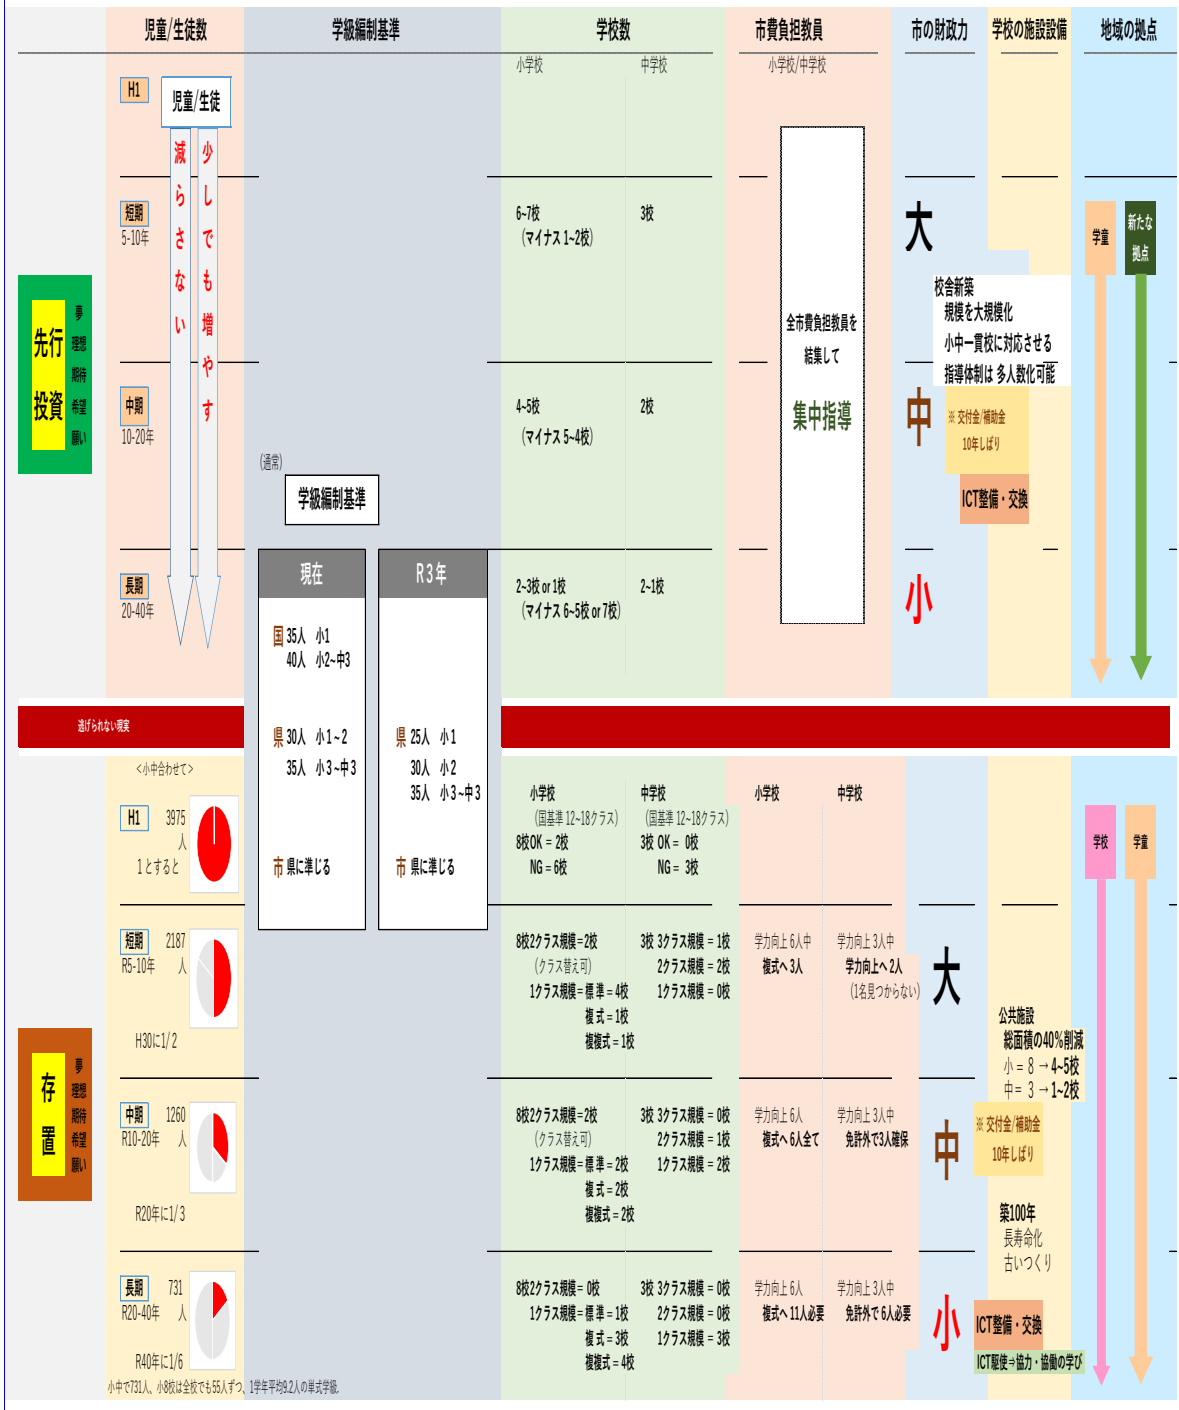 児童/生徒数
学級編制基準
学校数
市費負担教員
市の財政力
学校の施設設備
地域の拠点
小学校
中学校
小学校/中学校
H1
児童/生徒
減らさない
少しでも増やす
短期
5-10年
6~7校
(マイナス 1~2校)
3校
大
学童
新たな
拠点
先行
投資
夢
理想
期待
希望
願い
全市費負担教員を
結集して
集中指導
校舎新築
規模を大規模化
小中一貫校に対応させる
指導体制は 多人数化可能
中期
10-20年
4~5校
(マイナス 5~4校)
2校
中
※ 交付金/補助金
10年しばり
ICT整備・交換
(通常)
学級編制基準
現在
R3年
長期
20-40年
2~3校 or 1校
(マイナス 6~5校 or 7校)
2~1校
小
国 35人 小1
40人 小2~中3
県 30人 小1~2
35人 小3~中3
市 県に準じる
県 25人 小1
30人 小2
35人 小3~中3
市 県に準じる
逃げられない現実
<小中合わせて>
H1 3975
人
1とすると
小学校
(国基準 12~18クラス)
8校OK = 2校
NG = 6校
中学校
(国基準 12~18クラス)
3校 OK = 0校
NG = 3校
小学校
中学校
学校
学童
短期 2187
R5-10年 人
H30に1/2
8校2クラス規模=2校
(クラス替え可)
1クラス規模=標 準 = 4校
複 式 = 1校
複複式 = 1校
3校 3クラス規模 = 1校
2クラス規模 = 2校
1クラス規模 = 0校
学力向上 6人中
複式へ 3人
学力向上 3人中
学力向上へ 2人
(1名見つからない)
大
公共施設
総面積の40%削減
小 = 8 → 4~5校
中 = 3 → 1~2校
存
置
夢
理想
期待
希望
願い
中期 1260
R10-20年 人
R20年に1/3
8校2クラス規模=2校
(クラス替え可)
1クラス規模=標 準 = 2校
複 式 = 2校
複複式 = 2校
3校 3クラス規模 = 0校
2クラス規模 = 1校
1クラス規模 = 2校
学力向上 6人
複式へ 6人全て
学力向上 3人中
免許外で3人確保
中
※ 交付金/補助金
10年しばり
築100年
長寿命化
古いつくり
長期 731
R20-40年 人
R40年に1/6
8校2クラス規模= 0校
1クラス規模=標 準 = 1校
複 式 = 3校
複複式 = 4校
3校 3クラス規模 = 0校
2クラス規模 = 0校
1クラス規模 = 3校
学力向上 6人
複式へ 11人必要
学力向上 3人中
免許外で 6人必要
小
ICT整備・交換
ICT駆使⇒協力・協働の学び
小中で731人、小8校は全校でも55人ずつ、1学年平均9.2人の単式学級.